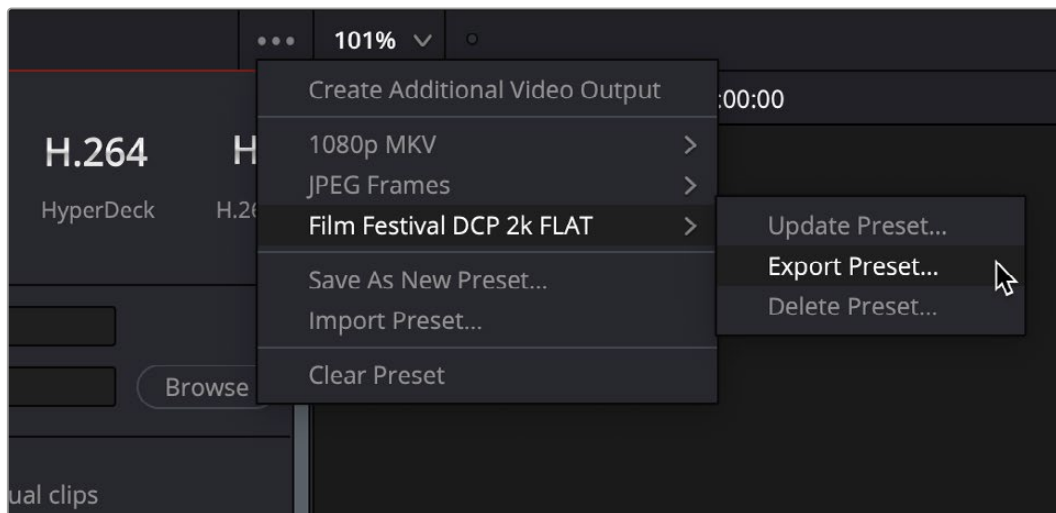 101%
Create Additional Video Output
:00:00
H.264
H
1080p MKV
JPEG Frames
HyperDeck
H.26
Film Festival DCP 2k FLAT
Update Preset...
Export Preset...
Save As New Preset...
Delete Preset...
Import Preset...
Clear Preset
Browse
ual clips